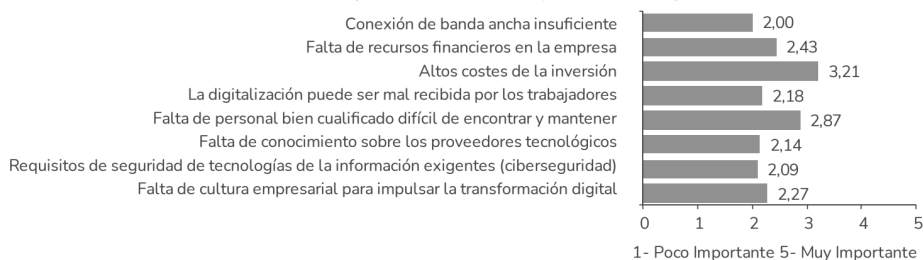 Conexión de banda ancha insuficiente 2,00
Falta de recursos financieros en la empresa 2,43
Altos costes de la inversión 3,21
La digitalización puede ser mal recibida por los trabajadores 2,18
Falta de personal bien cualificado difícil de encontrar y mantener 2,87
Falta de conocimiento sobre los proveedores tecnológicos 2,14
Requisitos de seguridad de tecnologías de la información exigentes (ciberseguridad) 2,09
Falta de cultura empresarial para impulsar la transformación digital 2,27
0 1 2 3 4 5
1- Poco Importante 5- Muy Importante